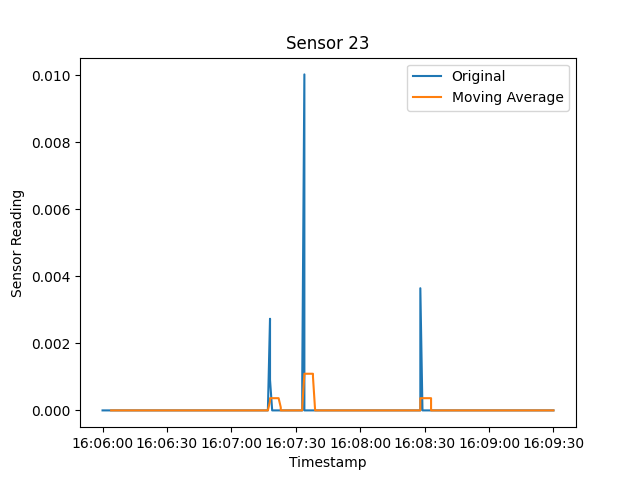 Sensor 23
Original
Moving Average
0.010
0.008
0.006
0.004
0.002
0.000
Sensor Reading
16:06:00 16:06:30 16:07:00 16:07:30 16:08:00 16:08:30 16:09:00 16:09:30
Timestamp